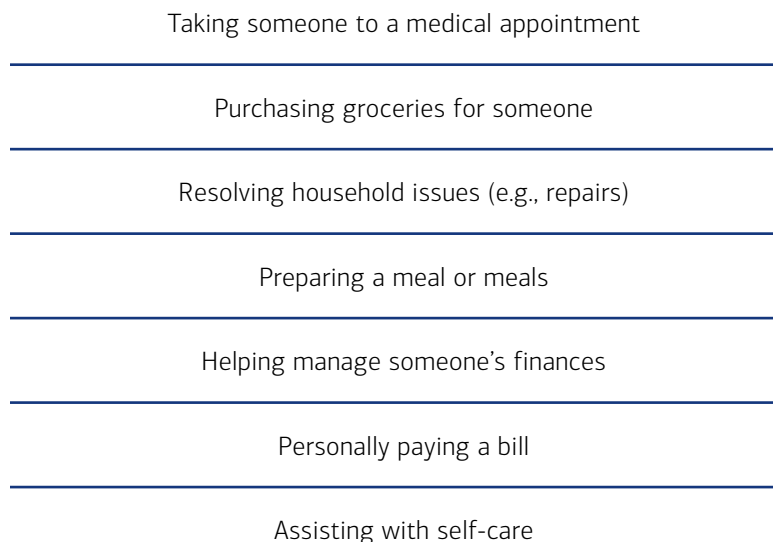 Taking someone to a medical appointment
Purchasing groceries for someone
Resolving household issues (e.g., repairs)
Preparing a meal or meals
Helping manage someone’s finances
Personally paying a bill
Assisting with self-care